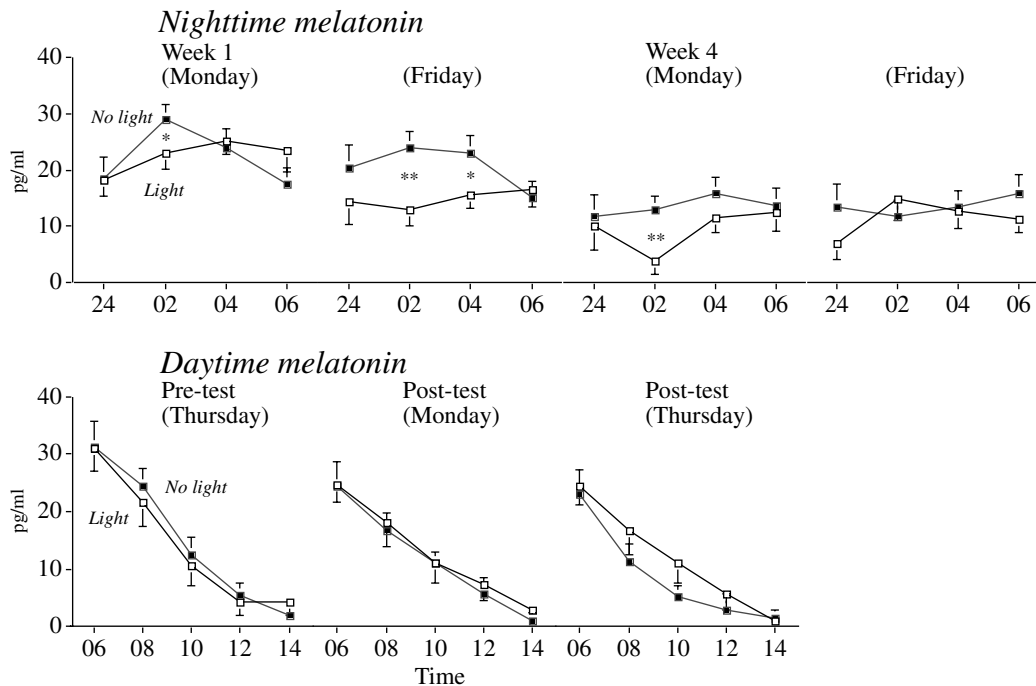 Nighttime melatonin
Week 1
(Monday)
(Friday)
Week 4
(Monday)
(Friday)
40
30
20
10
0
pg/ml
No light
Light
*
**
*
**
24 02 04 06
24 02 04 06
24 02 04 06
24 02 04 06
Daytime melatonin
Pre-test
(Thursday)
Post-test
(Monday)
Post-test
(Thursday)
40
30
20
10
0
pg/ml
No light
Light
06 08 10 12 14
06 08 10 12 14
06 08 10 12 14
Time